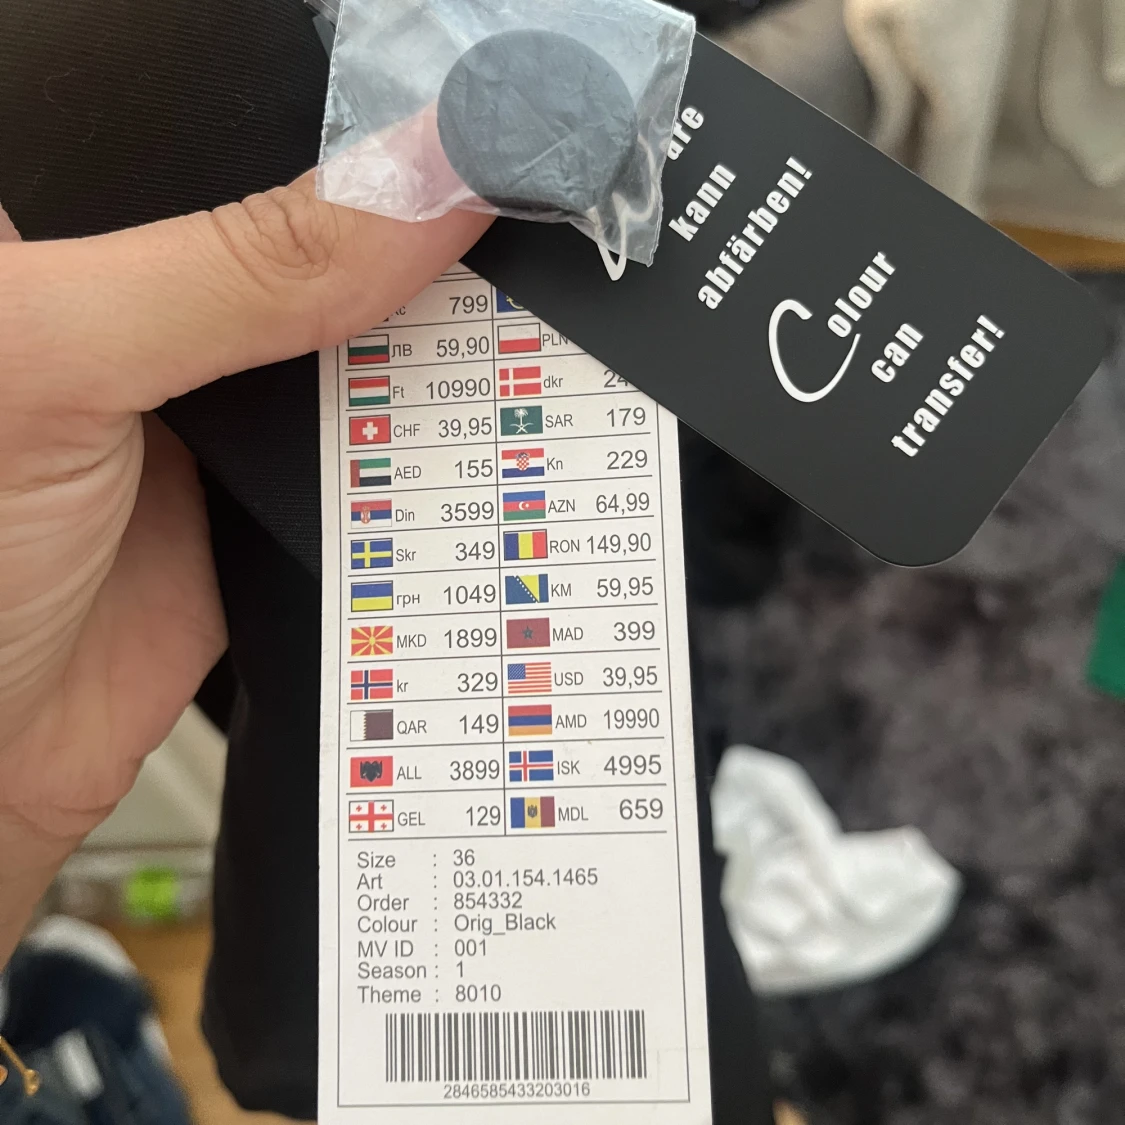 799
ЛВ 59,90 PLN
Ft 10990 dkr
CHF 39,95 SAR 179
AED 155 Kn 229
Din 3599 AZN 64,99
Skr 349 RON 149,90
грн 1049 KM 59,95
MKD 1899 MAD 399
kr 329 USD 39,95
QAR 149 AMD 19990
ALL 3899 ISK 4995
GEL 129 MDL 659
Size : 36
Art : 03.01.154.1465
Order : 854332
Colour : Orig_Black
MV ID : 001
Season : 1
Theme : 8010
2846585433203016
kann
abfärben!
Colour
can
transfer!